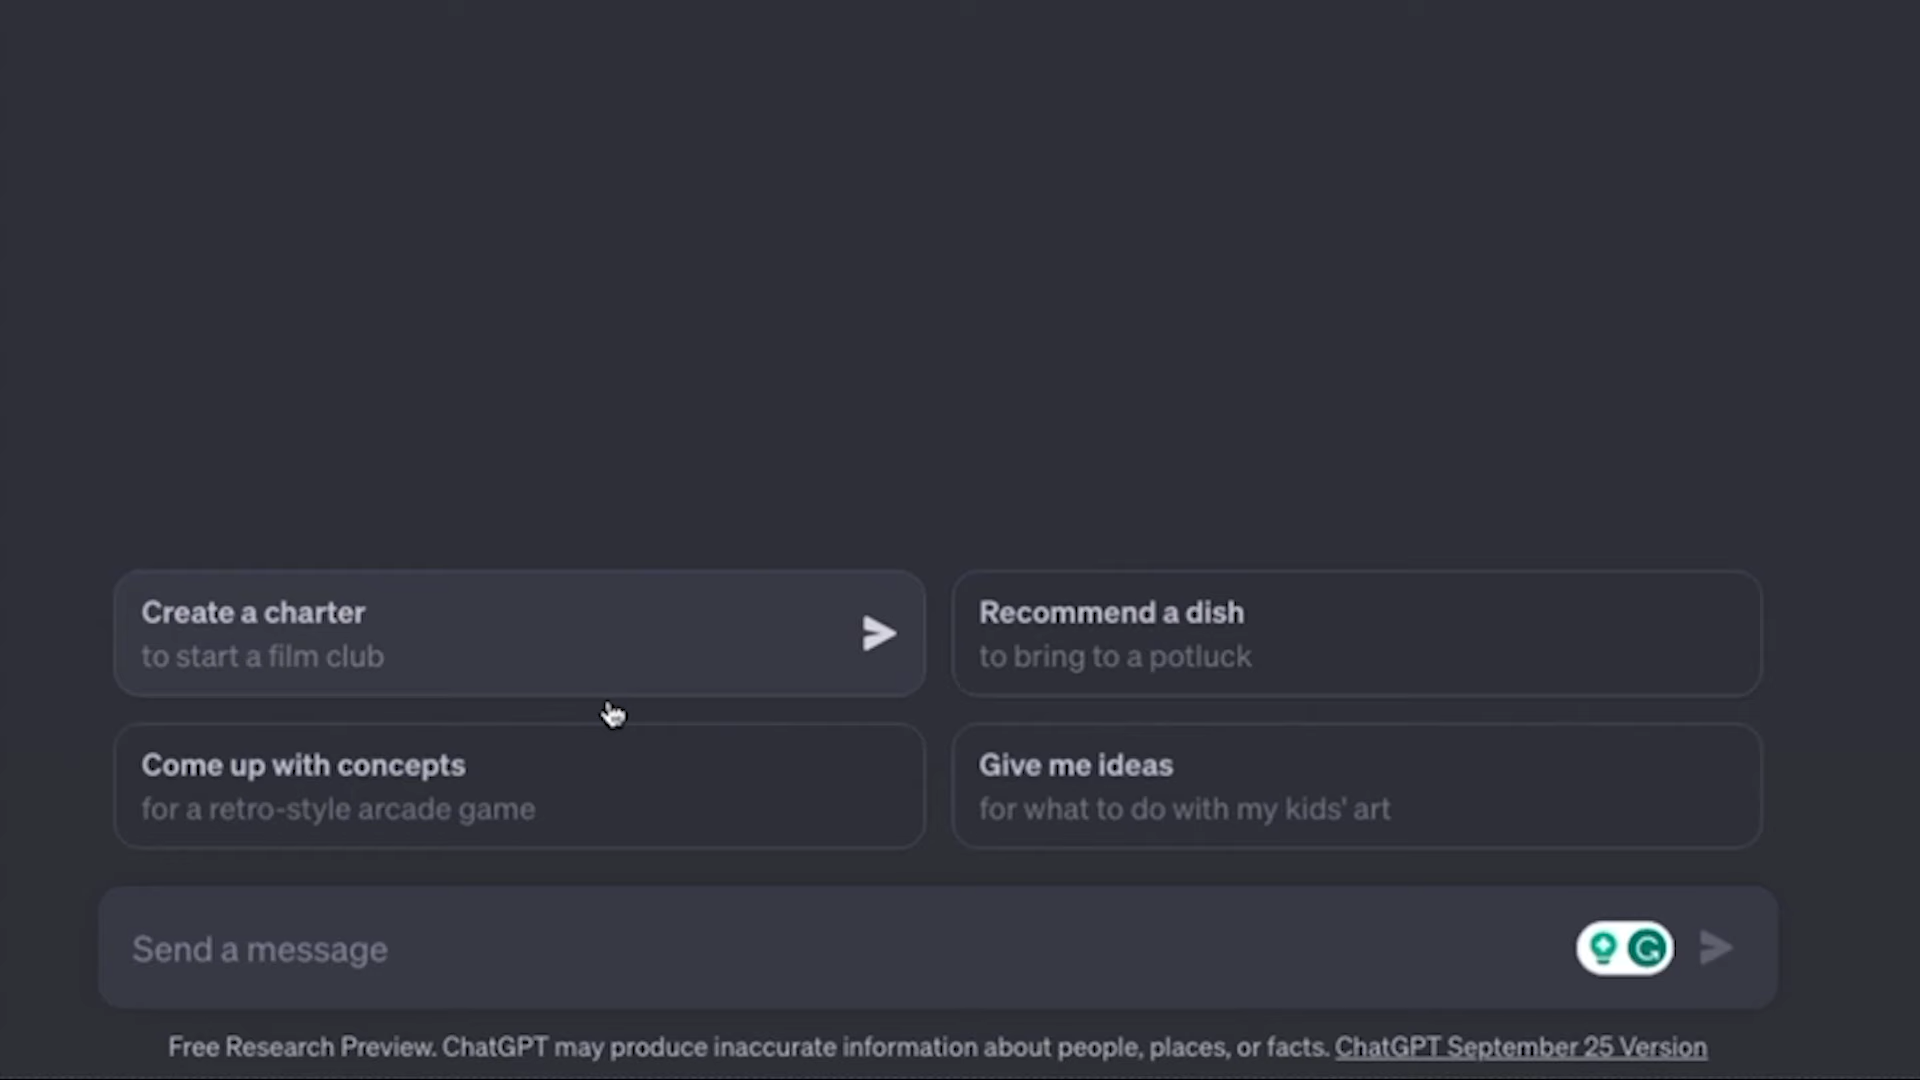 Create a charter
to start a film club
Recommend a dish
to bring to a potluck
Come up with concepts
for a retro-style arcade game
Give me ideas
for what to do with my kids' art
Send a message
Free Research Preview. ChatGPT may produce inaccurate information about people, places, or facts. ChatGPT September 25 Version